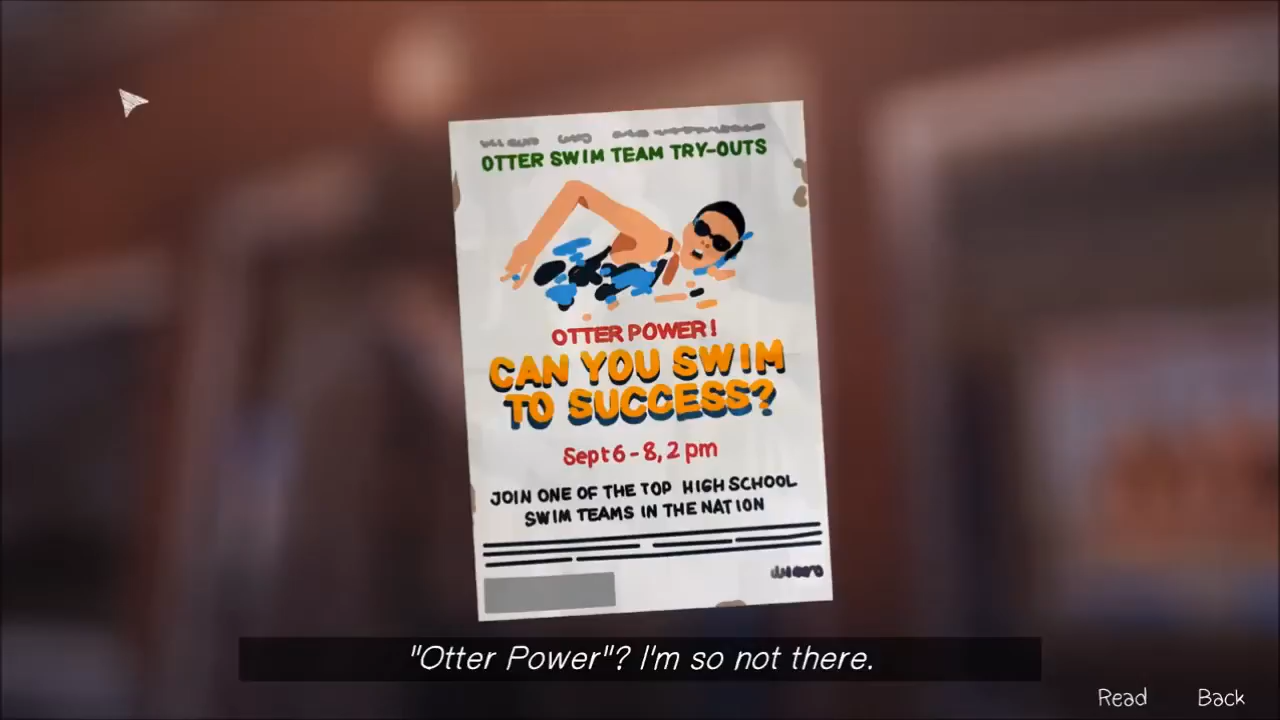 OTTER SWIM TEAM TRY-OUTS
OTTER POWER!
CAN YOU SWIM
TO SUCCESS?
Sept 6 - 8, 2 pm
JOIN ONE OF THE TOP HIGH SCHOOL
SWIM TEAMS IN THE NATION
"Otter Power"? I'm so not there.
Read Back